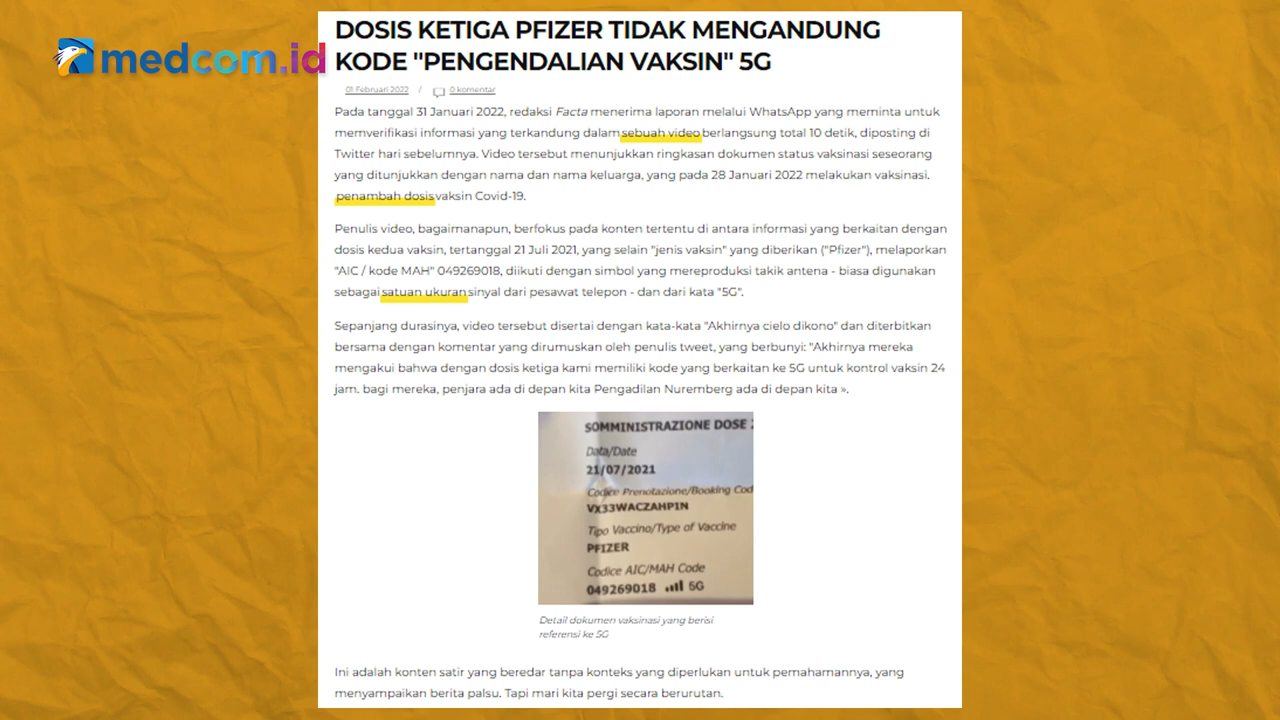 medcom.id
DOSIS KETIGA PFIZER TIDAK MENGANDUNG
KODE "PENGENDALIAN VAKSIN" 5G
01 Februari 2022 / 0 komentar
Pada tanggal 31 Januari 2022, redaksi Facta menerima laporan melalui WhatsApp yang meminta untuk
memverifikasi informasi yang terkandung dalam sebuah video berlangsung total 10 detik, diposting di
Twitter hari sebelumnya. Video tersebut menunjukkan ringkasan dokumen status vaksinasi seseorang
yang ditunjukkan dengan nama dan nama keluarga, yang pada 28 Januari 2022 melakukan vaksinasi.
penambah dosis vaksin Covid-19.
Penulis video, bagaimanapun, berfokus pada konten tertentu di antara informasi yang berkaitan dengan
dosis kedua vaksin, tertanggal 21 Juli 2021, yang selain "jenis vaksin" yang diberikan ("Pfizer"), melaporkan
"AIC / kode MAH" 049269018, diikuti dengan simbol yang mereproduksi takik antena - biasa digunakan
sebagai satuan ukuran sinyal dari pesawat telepon - dan dari kata "5G".
Sepanjang durasinya, video tersebut disertai dengan kata-kata "Akhirnya cielo dikono" dan diterbitkan
bersama dengan komentar yang dirumuskan oleh penulis tweet, yang berbunyi: "Akhirnya mereka
mengakui bahwa dengan dosis ketiga kami memiliki kode yang berkaitan ke 5G untuk kontrol vaksin 24
jam. bagi mereka, penjara ada di depan kita Pengadilan Nuremberg ada di depan kita ».
SOMMINISTRAZIONE DOSE
Data/Date
21/07/2021
Codice Prenotazione/Booking Cod
VX33WACZAHPIN
Tipo Vaccino/Type of Vaccine
PFIZER
Codice AIC/MAH Code
049269018 5G
Detail dokumen vaksinasi yang berisi
referensi ke 5G
Ini adalah konten satir yang beredar tanpa konteks yang diperlukan untuk pemahamannya, yang
menyampaikan berita palsu. Tapi mari kita pergi secara berurutan.